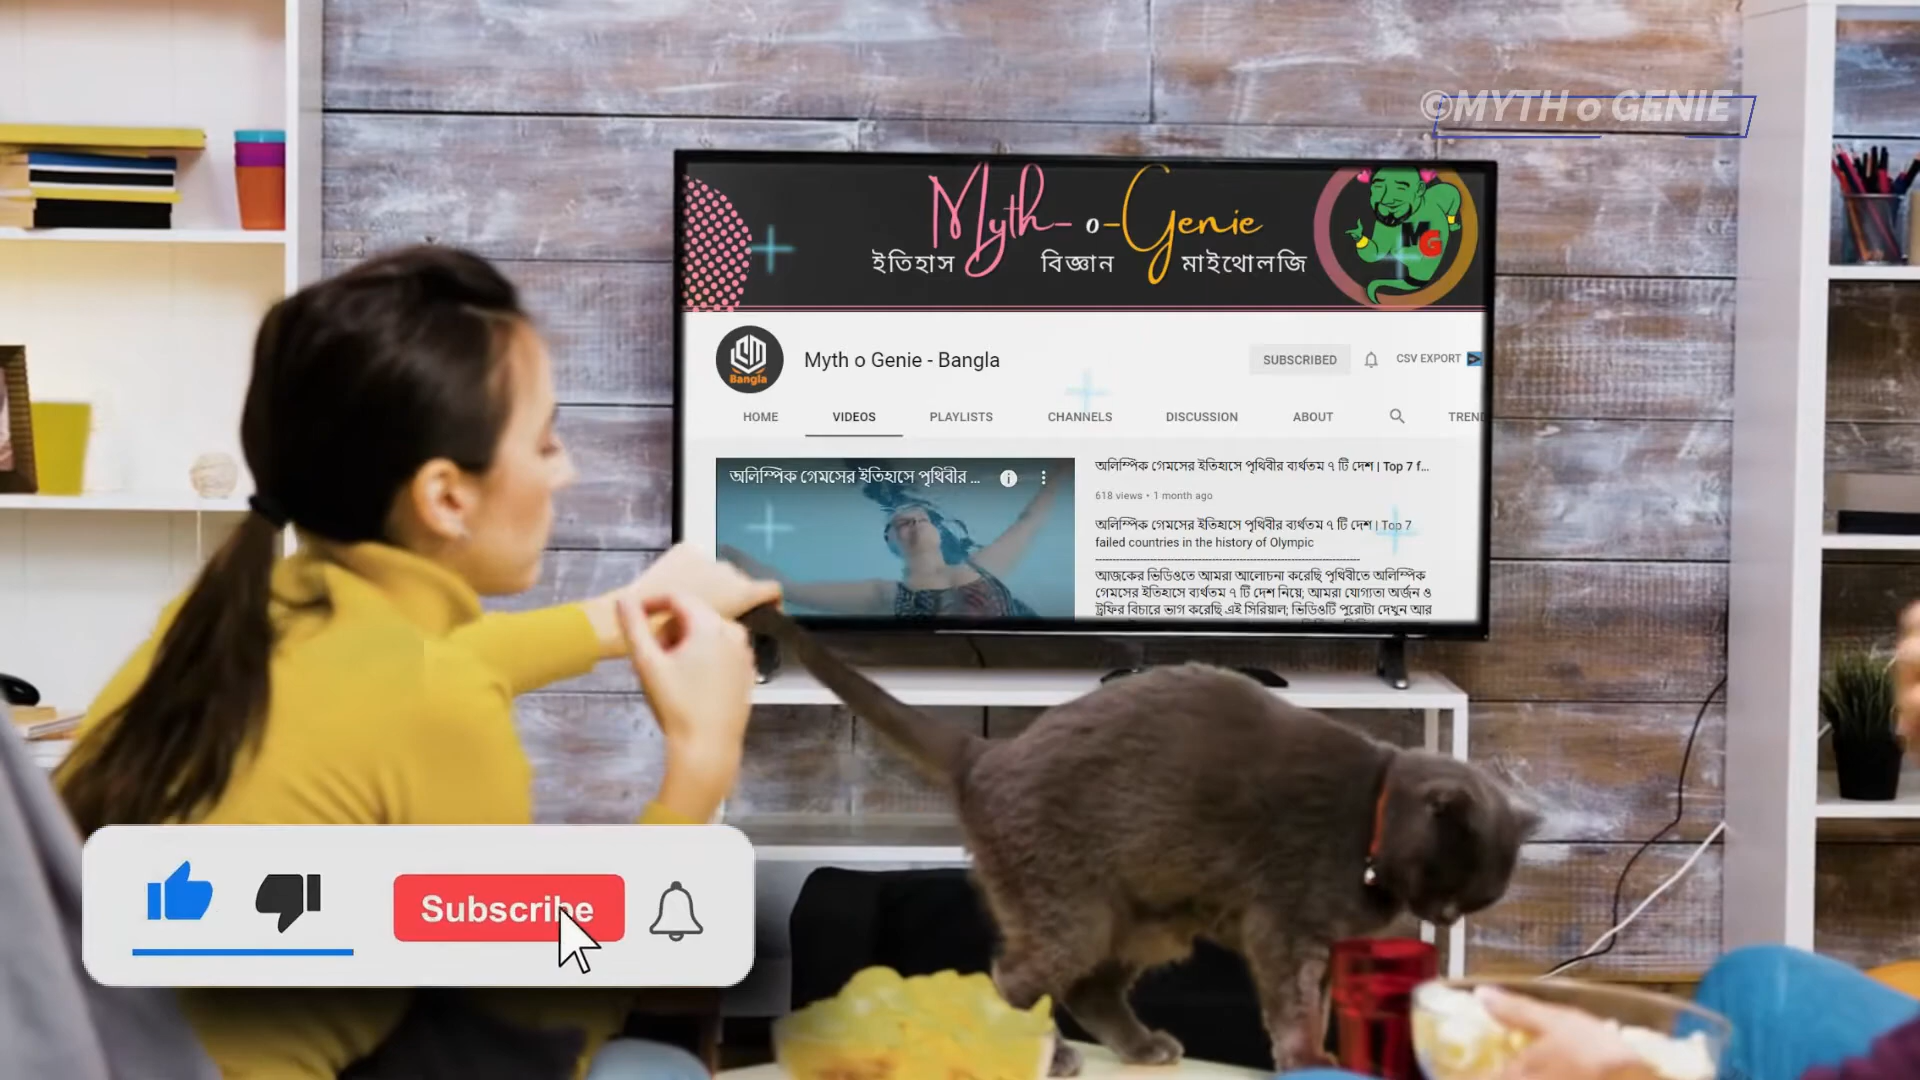 ©MYTH o GENIE
Myth-o-Genie
ইতিহাস বিজ্ঞান মাইথোলজি
MG
Bangla
Myth o Genie - Bangla
SUBSCRIBED
CSV EXPORT
HOME VIDEOS PLAYLISTS CHANNELS DISCUSSION ABOUT TREND
অলিম্পিক গেমসের ইতিহাসে পৃথিবীর ...
অলিম্পিক গেমসের ইতিহাসে পৃথিবীর ব্যর্থতম ৭ টি দেশ | Top 7 f...
618 views • 1 month ago
অলিম্পিক গেমসের ইতিহাসে পৃথিবীর ব্যর্থতম ৭ টি দেশ | Top 7
failed countries in the history of Olympic
আজকের ভিডিওতে আমরা আলোচনা করেছি পৃথিবীতে অলিম্পিক
গেমসের ইতিহাসে ব্যর্থতম ৭ টি দেশ নিয়ে; আমরা যোগ্যতা অর্জন ও
ট্রফির বিচারে ভাগ করেছি এই সিরিয়াল; ভিডিওটি পুরোটা দেখুন আর
Subscribe